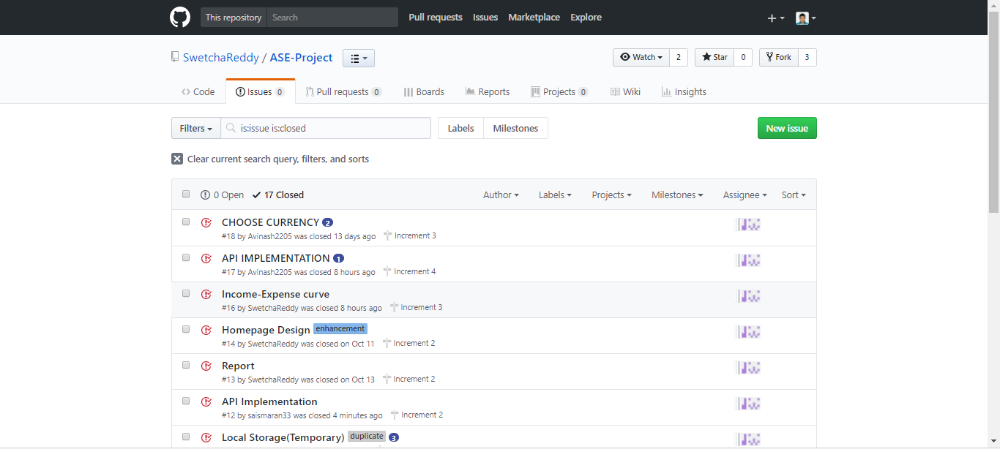 This repository Search Pull requests Issues Marketplace Explore
SwetchaReddy / ASE-Project Watch 2 Star 0 Fork 3
Code Issues 0 Pull requests 0 Boards Reports Projects 0 Wiki Insights
Filters is:issue is:closed Labels Milestones New issue
Clear current search query, filters, and sorts
0 Open 17 Closed Author Labels Projects Milestones Assignee Sort
CHOOSE CURRENCY 2
#18 by Avinash2205 was closed 13 days ago Increment 3
API IMPLEMENTATION 1
#17 by Avinash2205 was closed 8 hours ago Increment 4
Income-Expense curve
#16 by SwetchaReddy was closed 8 hours ago Increment 3
Homepage Design enhancement
#14 by SwetchaReddy was closed on Oct 11 Increment 2
Report
#13 by SwetchaReddy was closed on Oct 13 Increment 2
API Implementation
#12 by saismaran33 was closed 4 minutes ago Increment 2
Local Storage(Temporary) duplicate 3